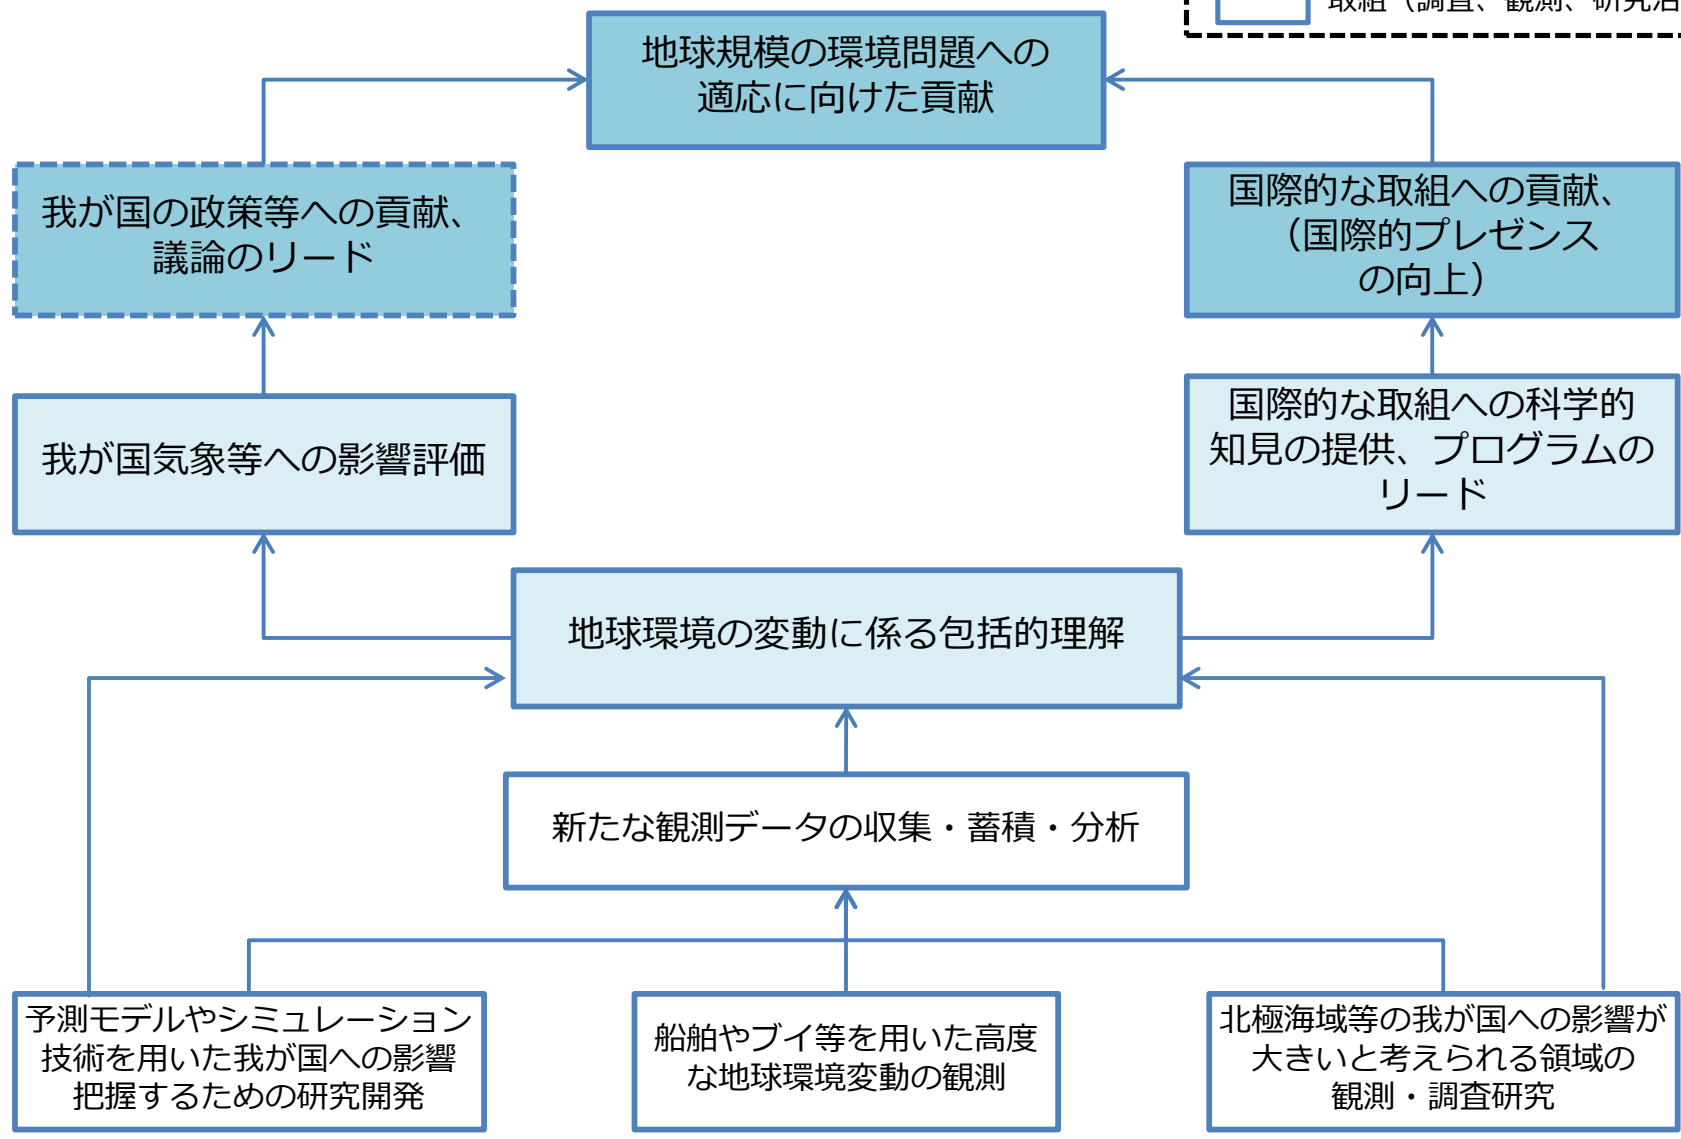 取組（調査、観測、研究活
地球規模の環境問題への
適応に向けた貢献
我が国の政策等への貢献、
議論のリード
国際的な取組への貢献、
（国際的プレゼンス
の向上）
我が国気象等への影響評価
国際的な取組への科学的
知見の提供、プログラムの
リード
地球環境の変動に係る包括的理解
新たな観測データの収集・蓄積・分析
予測モデルやシミュレーション
技術を用いた我が国への影響
把握するための研究開発
船舶やブイ等を用いた高度
な地球環境変動の観測
北極海域等の我が国への影響が
大きいと考えられる領域の
観測・調査研究